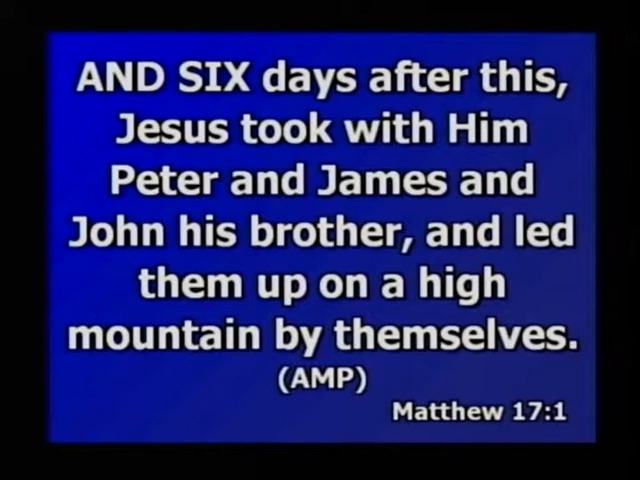 AND SIX days after this,
Jesus took with Him
Peter and James and
John his brother, and led
them up on a high
mountain by themselves.
(AMP)
Matthew 17:1